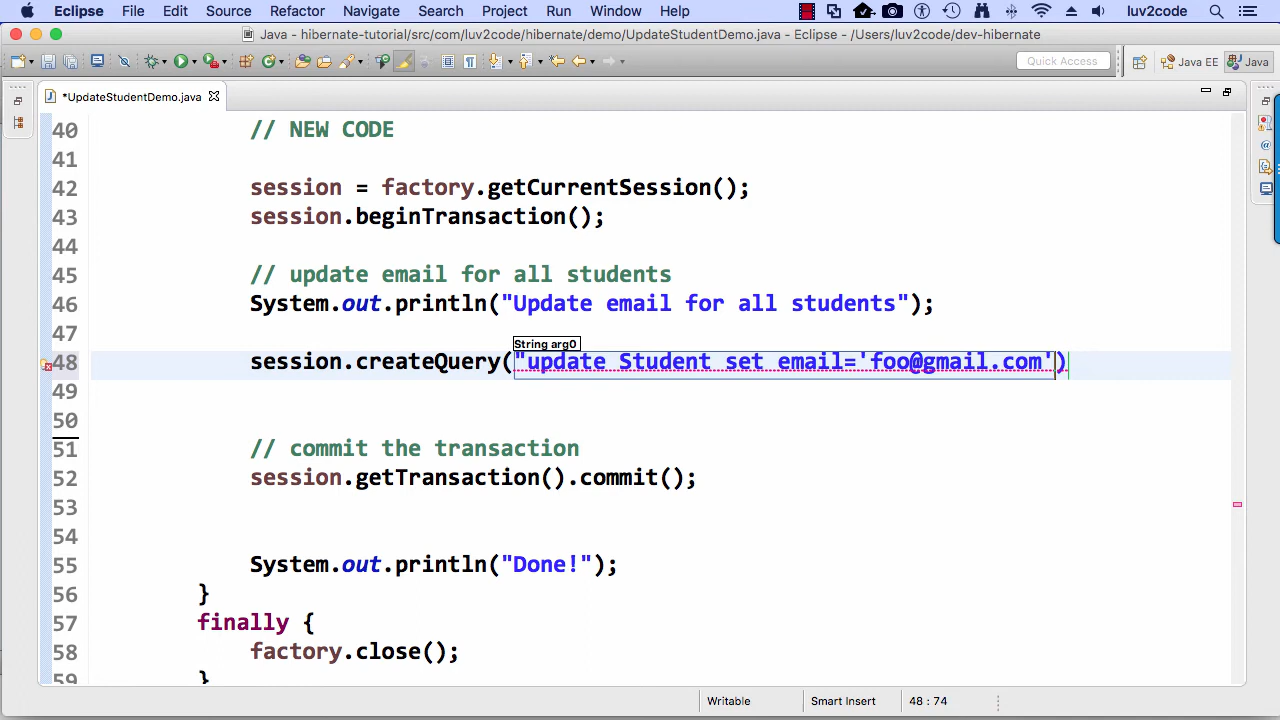 Eclipse File Edit Source Refactor Navigate Search Project Run Window Help luv2code
Java - hibernate-tutorial/src/com/luv2code/hibernate/demo/UpdateStudentDemo.java - Eclipse - /Users/luv2code/dev-hibernate
Quick Access Java EE Java
*UpdateStudentDemo.java
40 // NEW CODE
41
42 session = factory.getCurrentSession();
43 session.beginTransaction();
44
45 // update email for all students
46 System.out.println("Update email for all students");
47
String arg0
48 session.createQuery("update Student set email='foo@gmail.com')
49
50
51 // commit the transaction
52 session.getTransaction().commit();
53
54
55 System.out.println("Done!");
56 }
57 finally {
58 factory.close();
59 }
Writable Smart Insert 48 : 74